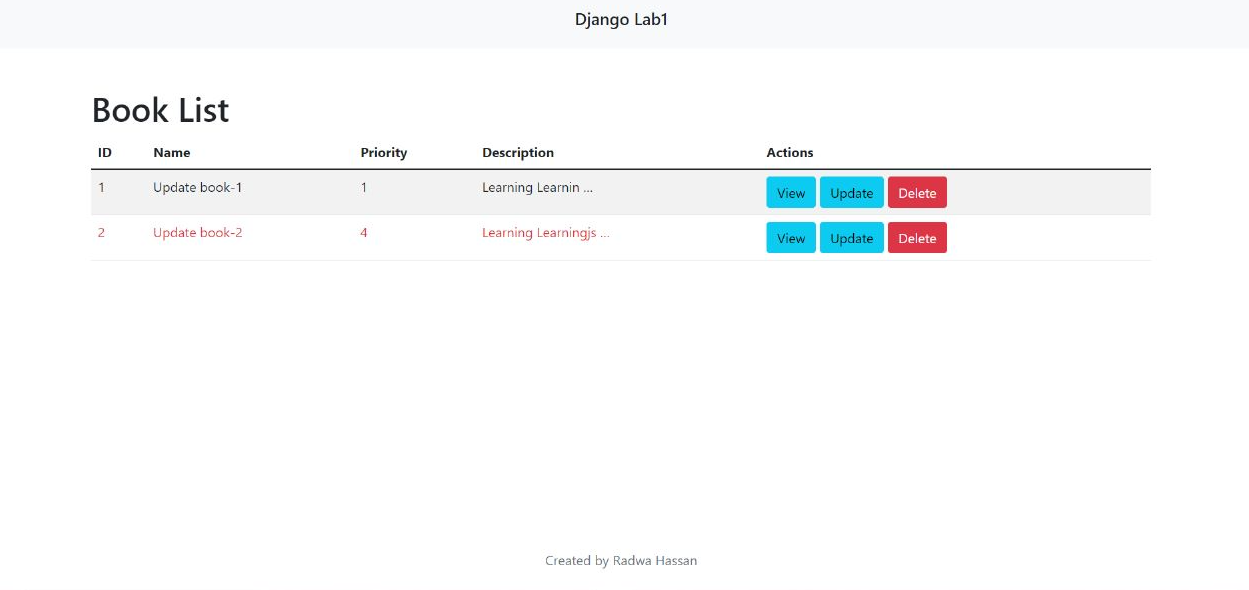 Django Lab1
Book List
ID Name Priority Description Actions
1 Update book-1 1 Learning Learnin ... View Update Delete
2 Update book-2 4 Learning Learningjs ... View Update Delete
Created by Radwa Hassan